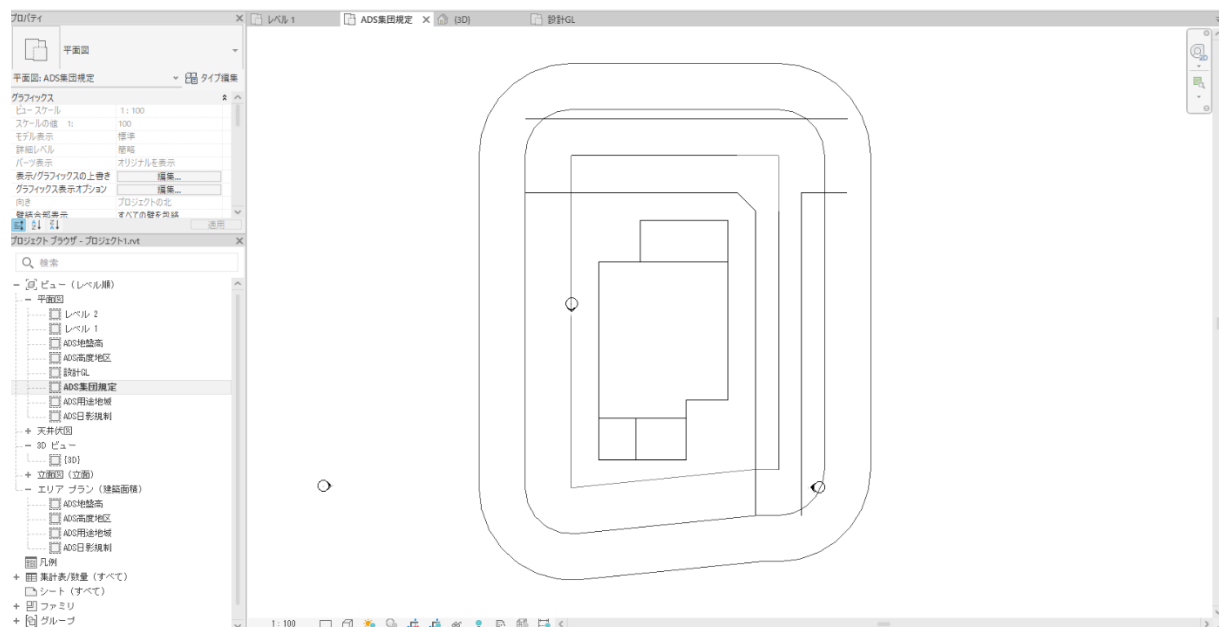 プロパティ
平面図
平面図: ADS集団規定
タイプ編集
グラフィックス
ビュー スケール 1 : 100
スケールの値 1: 100
モデル表示 標準
詳細レベル 簡略
パーツ表示 オリジナルを表示
表示/グラフィックスの上書き 編集...
グラフィックス表示オプション 編集...
向き プロジェクトの北
壁結合部表示 すべての壁を包絡
適用
プロジェクト ブラウザ - プロジェクト1.rvt
検索
ビュー (レベル順)
平面図
レベル 2
レベル 1
ADS地盤高
ADS高度地区
設計GL
ADS集団規定
ADS用途地域
ADS日影規制
天井伏図
3D ビュー
{3D}
立面図 (立面)
エリア プラン (建築面積)
ADS地盤高
ADS高度地区
ADS用途地域
ADS日影規制
凡例
集計表/数量 (すべて)
シート (すべて)
ファミリ
グループ
レベル 1
ADS集団規定
{3D}
設計GL
2D
1 : 100